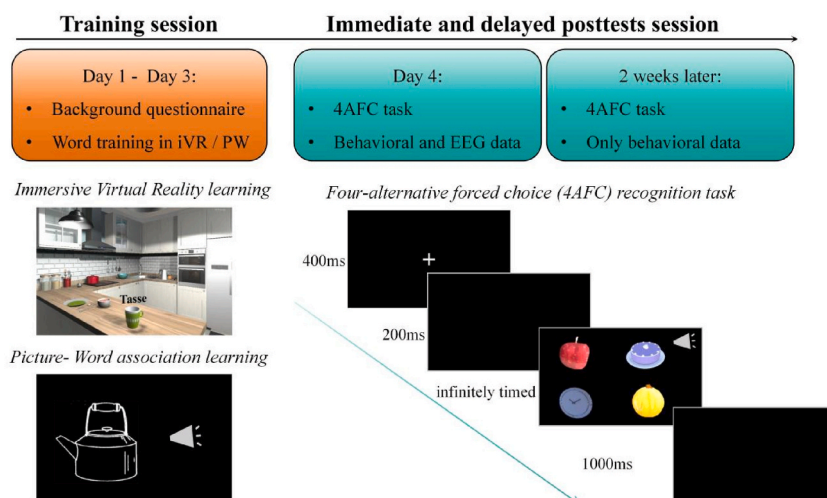 Training session
Immediate and delayed posttests session
Day 1 - Day 3:
• Background questionnaire
• Word training in iVR / PW
Day 4:
• 4AFC task
• Behavioral and EEG data
2 weeks later:
• 4AFC task
• Only behavioral data
Immersive Virtual Reality learning
Tasse
Picture- Word association learning
Four-alternative forced choice (4AFC) recognition task
400ms
200ms
infinitely timed
1000ms